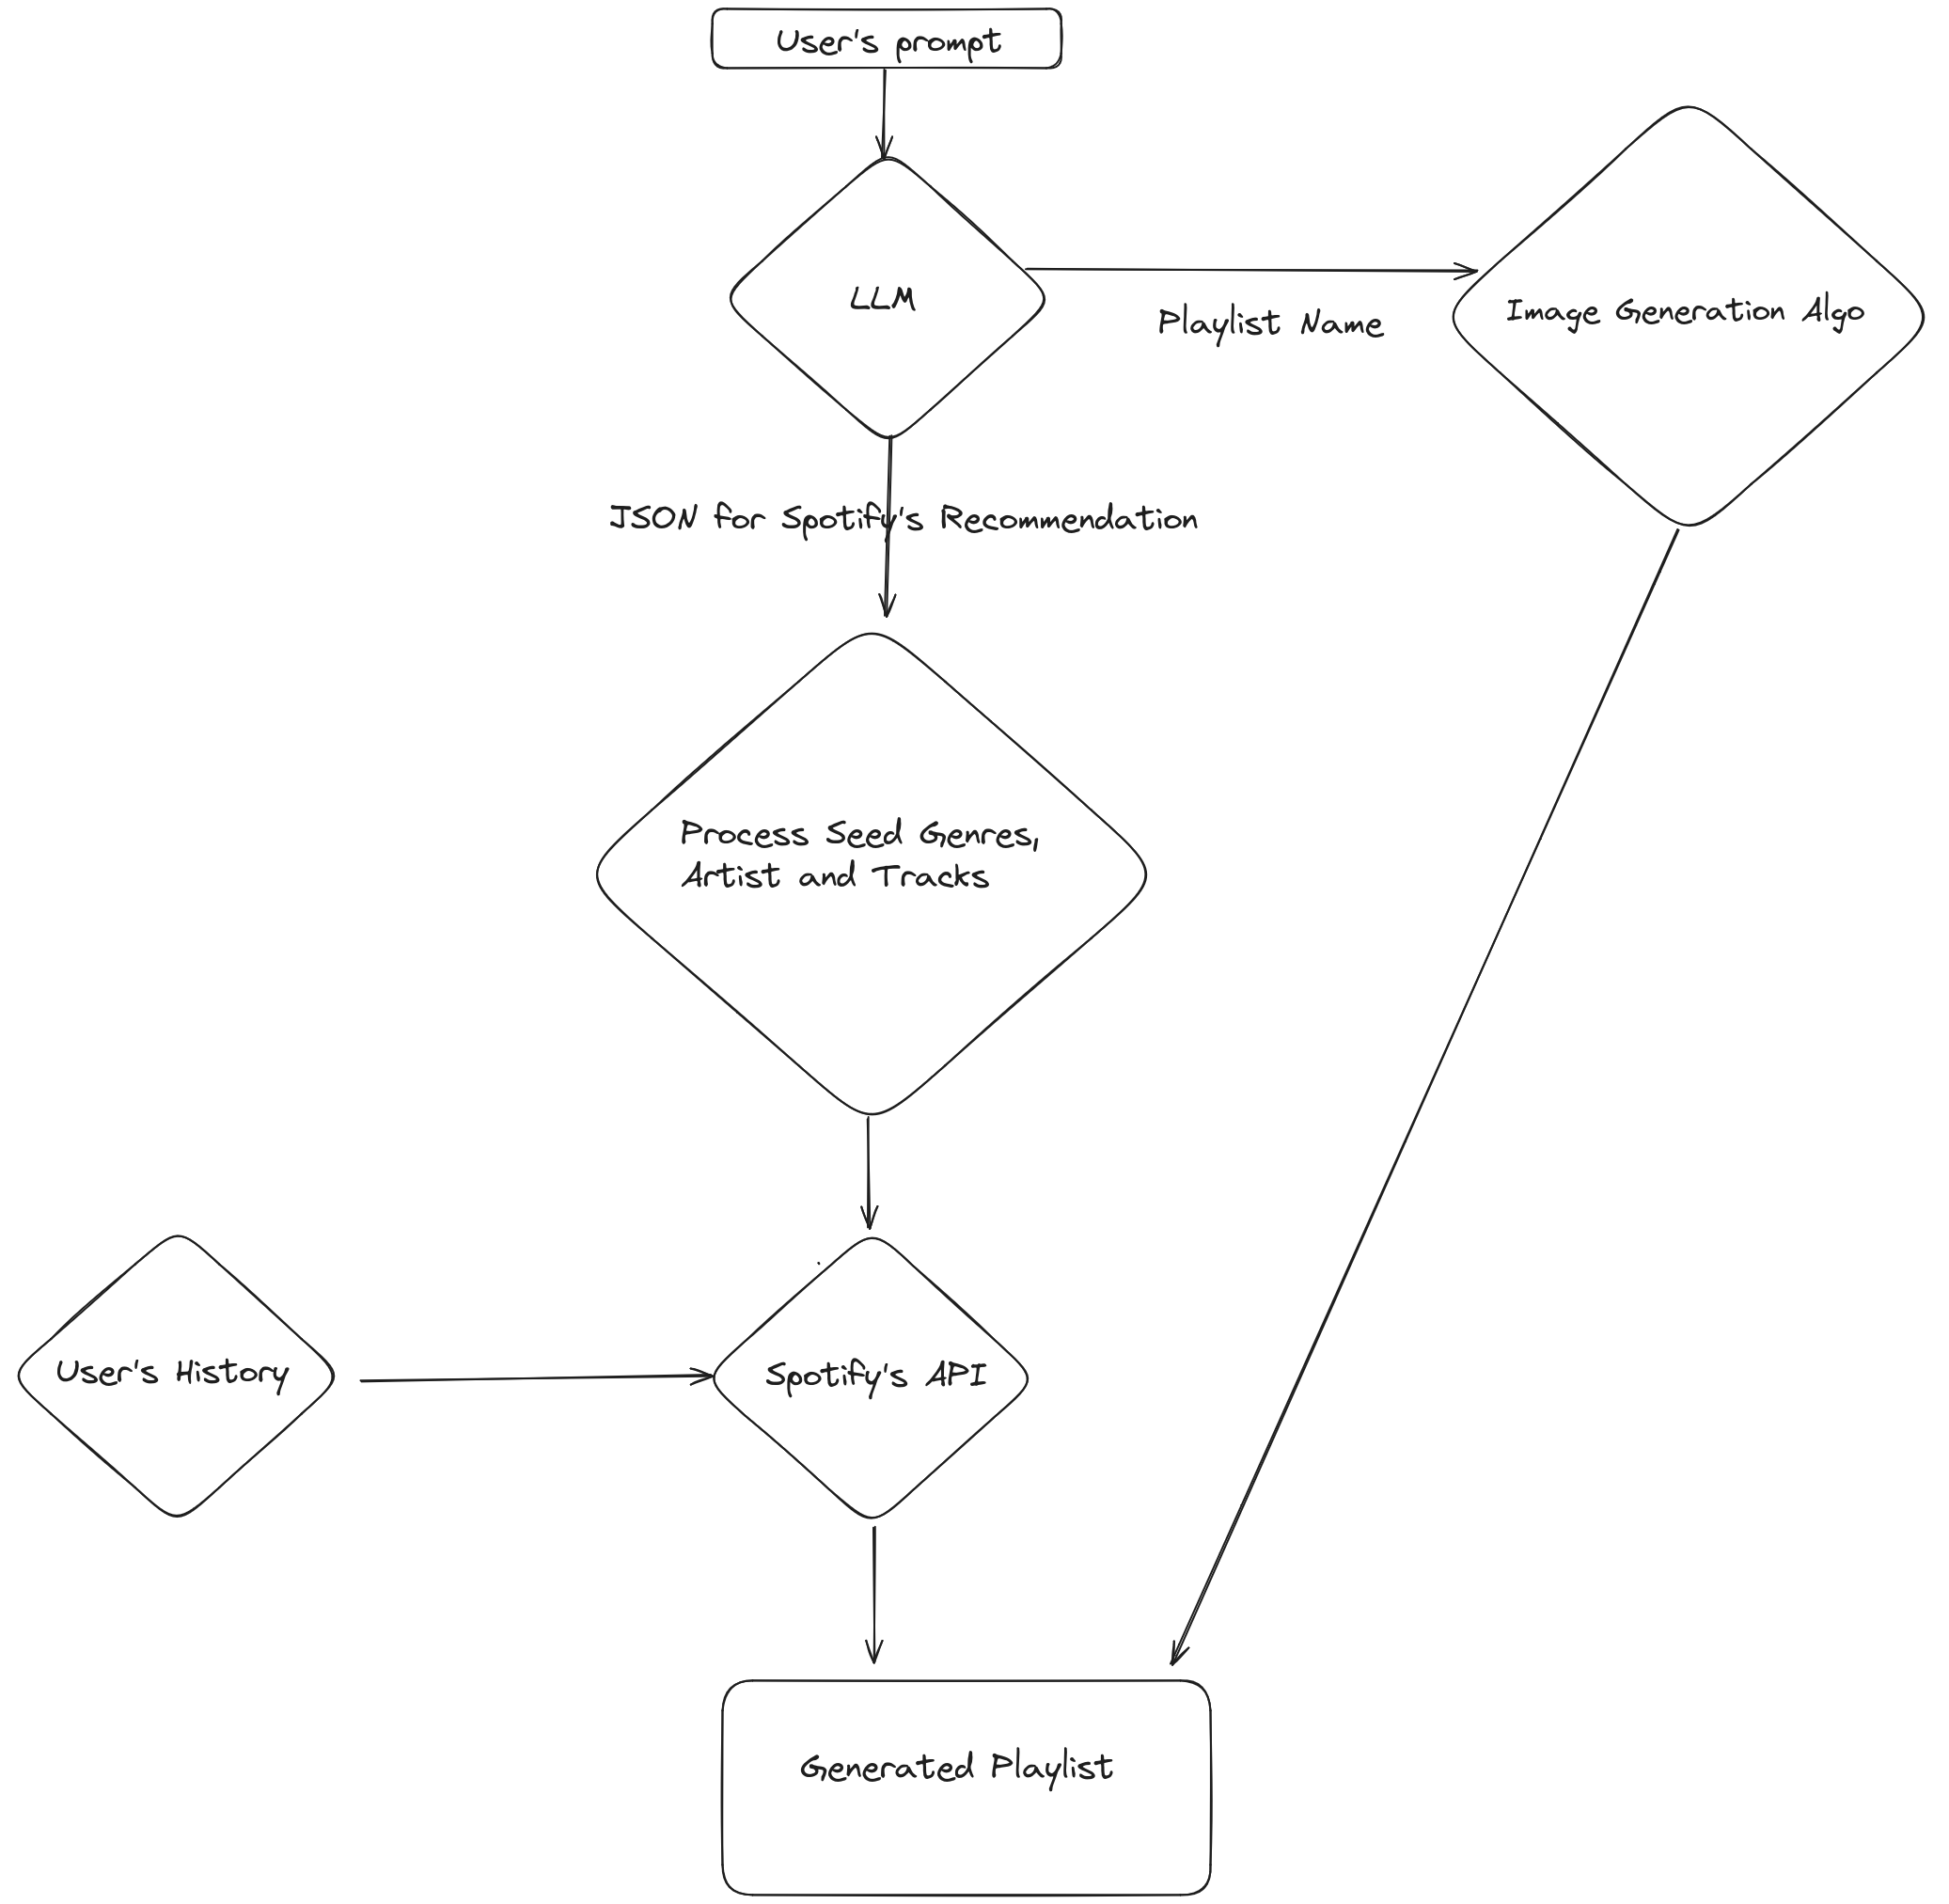 User's prompt
LLM
Playlist Name
Image Generation Algo
JSON for Spotify's Recommendation
Process Seed Genres,
Artist and Tracks
User's History
Spotify's API
Generated Playlist